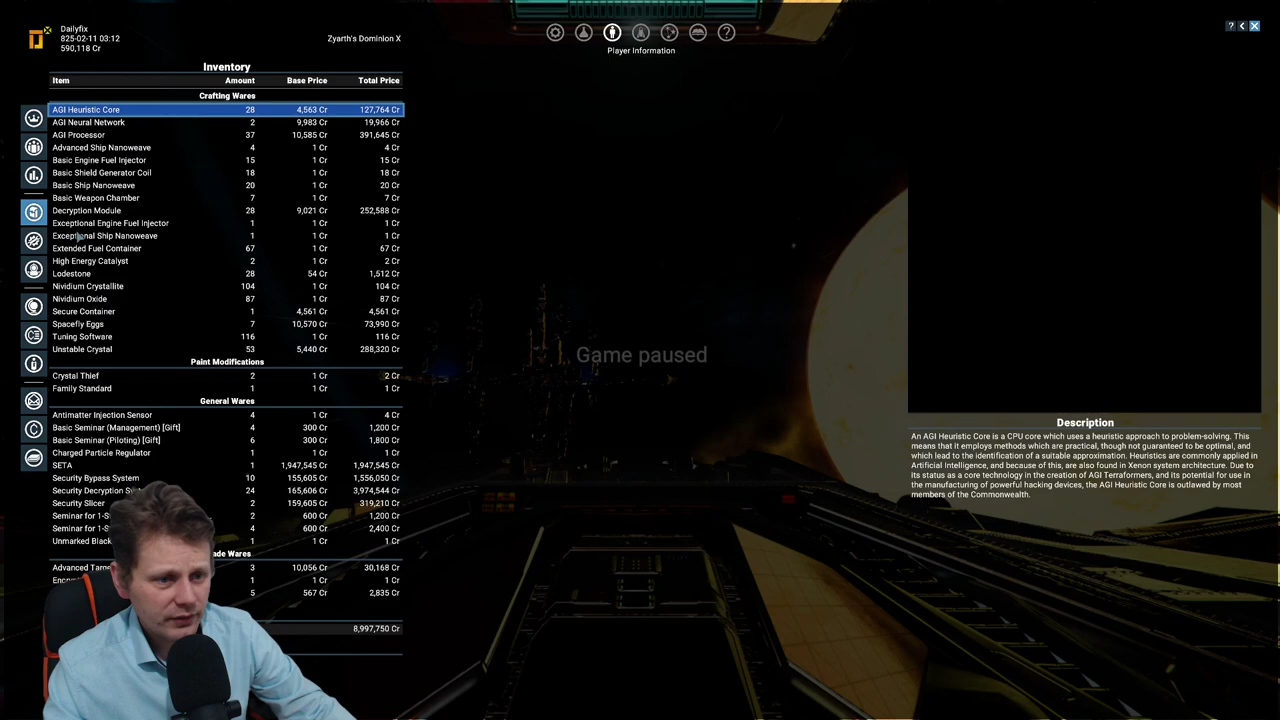 Dailyfix
825-02-11 03:12
590,118 Cr
Zyarth's Dominion X
Player Information
Inventory
Item Amount Base Price Total Price
Crafting Wares
AGI Heuristic Core 28 4,563 Cr 127,764 Cr
AGI Neural Network 2 9,983 Cr 19,966 Cr
AGI Processor 37 10,585 Cr 391,645 Cr
Advanced Ship Nanoweave 4 1 Cr 4 Cr
Basic Engine Fuel Injector 15 1 Cr 15 Cr
Basic Shield Generator Coil 18 1 Cr 18 Cr
Basic Ship Nanoweave 20 1 Cr 20 Cr
Basic Weapon Chamber 7 1 Cr 7 Cr
Decryption Module 28 9,021 Cr 252,588 Cr
Exceptional Engine Fuel Injector 1 1 Cr 1 Cr
Exceptional Ship Nanoweave 1 1 Cr 1 Cr
Extended Fuel Container 67 1 Cr 67 Cr
High Energy Catalyst 2 1 Cr 2 Cr
Lodestone 28 54 Cr 1,512 Cr
Nividium Crystallite 104 1 Cr 104 Cr
Nividium Oxide 87 1 Cr 87 Cr
Secure Container 1 4,561 Cr 4,561 Cr
Spacefly Eggs 7 10,570 Cr 73,990 Cr
Tuning Software 116 1 Cr 116 Cr
Unstable Crystal 53 5,440 Cr 288,320 Cr
Paint Modifications
Crystal Thief 2 1 Cr 2 Cr
Family Standard 1 1 Cr 1 Cr
General Wares
Antimatter Injection Sensor 4 1 Cr 4 Cr
Basic Seminar (Management) [Gift] 4 300 Cr 1,200 Cr
Basic Seminar (Piloting) [Gift] 6 300 Cr 1,800 Cr
Charged Particle Regulator 1 1 Cr 1 Cr
SETA 1 1,947,545 Cr 1,947,545 Cr
Security Bypass System 10 155,605 Cr 1,556,050 Cr
Security Decryption 24 165,606 Cr 3,974,544 Cr
Security Slicer 2 159,605 Cr 319,210 Cr
Seminar for 1-S 2 600 Cr 1,200 Cr
Seminar for 1-S 4 600 Cr 2,400 Cr
Unmarked Black 1 1 Cr 1 Cr
ade Wares
Advanced 3 10,056 Cr 30,168 Cr
1 1 Cr 1 Cr
5 567 Cr 2,835 Cr
8,997,750 Cr
Game paused
Description
An AGI Heuristic Core is a CPU core which uses a heuristic approach to problem-solving. This
means that it employs methods which are practical, though not guaranteed to be optimal, and
which lead to the identification of a suitable approximation. Heuristics are commonly applied in
Artificial Intelligence, and because of this, are also found in Xenon system architecture. Due to
its status as a core technology in the creation of AGI Terraformers, and its potential for use in
the manufacturing of powerful hacking devices, the AGI Heuristic Core is outlawed by most
members of the Commonwealth.